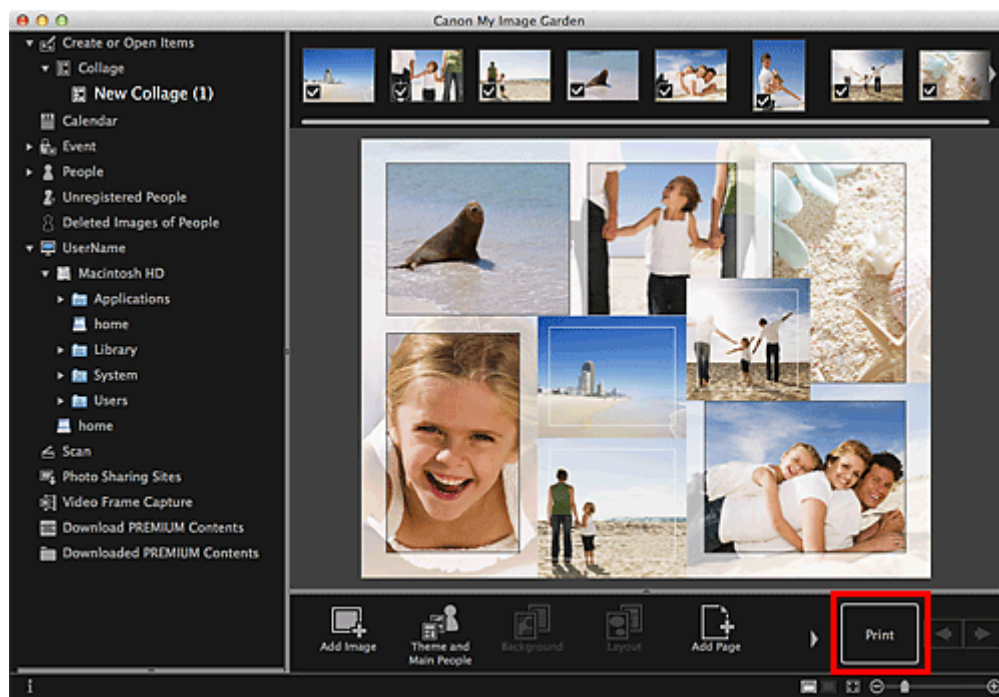 Canon My Image Garden
Create or Open Items
Collage
New Collage (1)
Calendar
Event
People
Unregistered People
Deleted Images of People
UserName
Macintosh HD
Applications
home
Library
System
Users
home
Scan
Photo Sharing Sites
Video Frame Capture
Download PREMIUM Contents
Downloaded PREMIUM Contents
Add Image
Theme and
Main People
Background
Layout
Add Page
Print